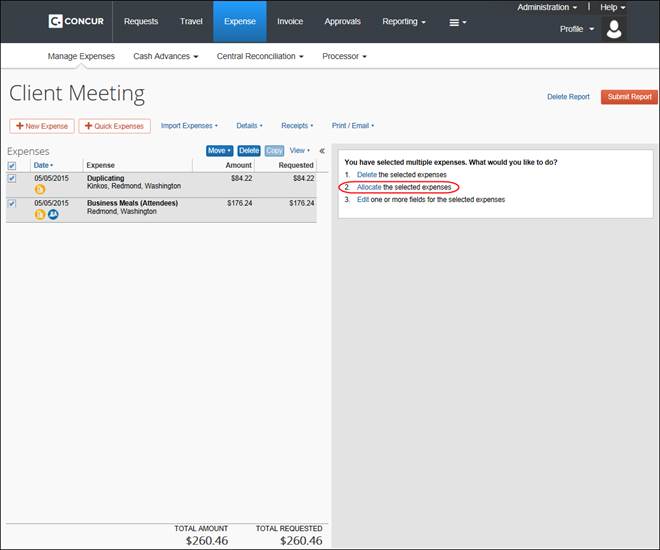 Administration | Help
C. CONCUR Requests Travel Expense Invoice Approvals Reporting
Profile
Manage Expenses Cash Advances Central Reconciliation Processor
Client Meeting
Delete Report Submit Report
+ New Expense + Quick Expenses Import Expenses Details Receipts Print / Email
Expenses Move Delete Copy View «
Date Expense Amount Requested
05/05/2015 Duplicating $84.22 $84.22
Kinkos, Redmond, Washington
05/05/2015 Business Meals (Attendees) $176.24 $176.24
Redmond, Washington
You have selected multiple expenses. What would you like to do?
1. Delete the selected expenses
2. Allocate the selected expenses
3. Edit one or more fields for the selected expenses
TOTAL AMOUNT TOTAL REQUESTED
$260.46 $260.46